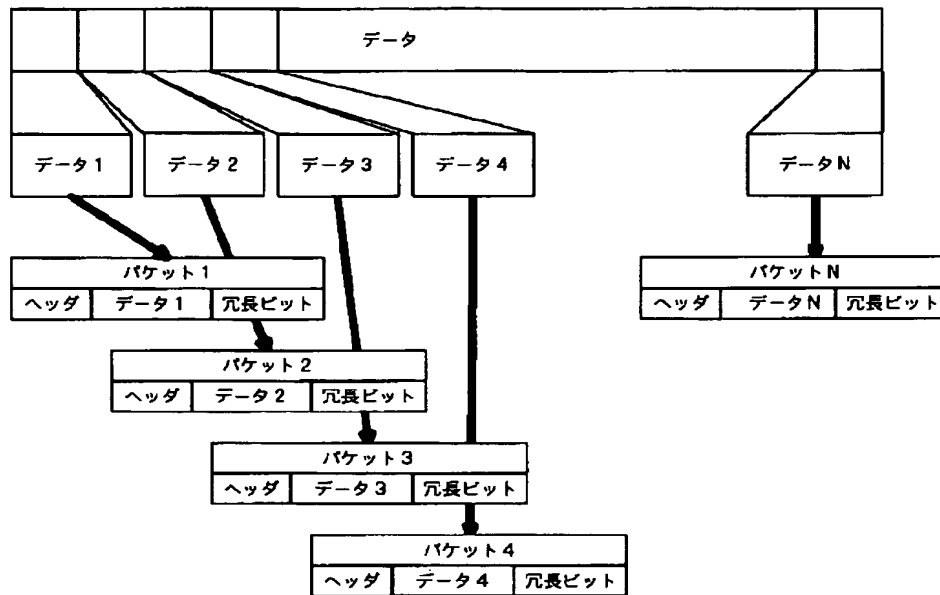 データ
データ1 データ2 データ3 データ4 データN
パケット1
ヘッダ データ1 冗長ビット
パケットN
ヘッダ データN 冗長ビット
パケット2
ヘッダ データ2 冗長ビット
パケット3
ヘッダ データ3 冗長ビット
パケット4
ヘッダ データ4 冗長ビット